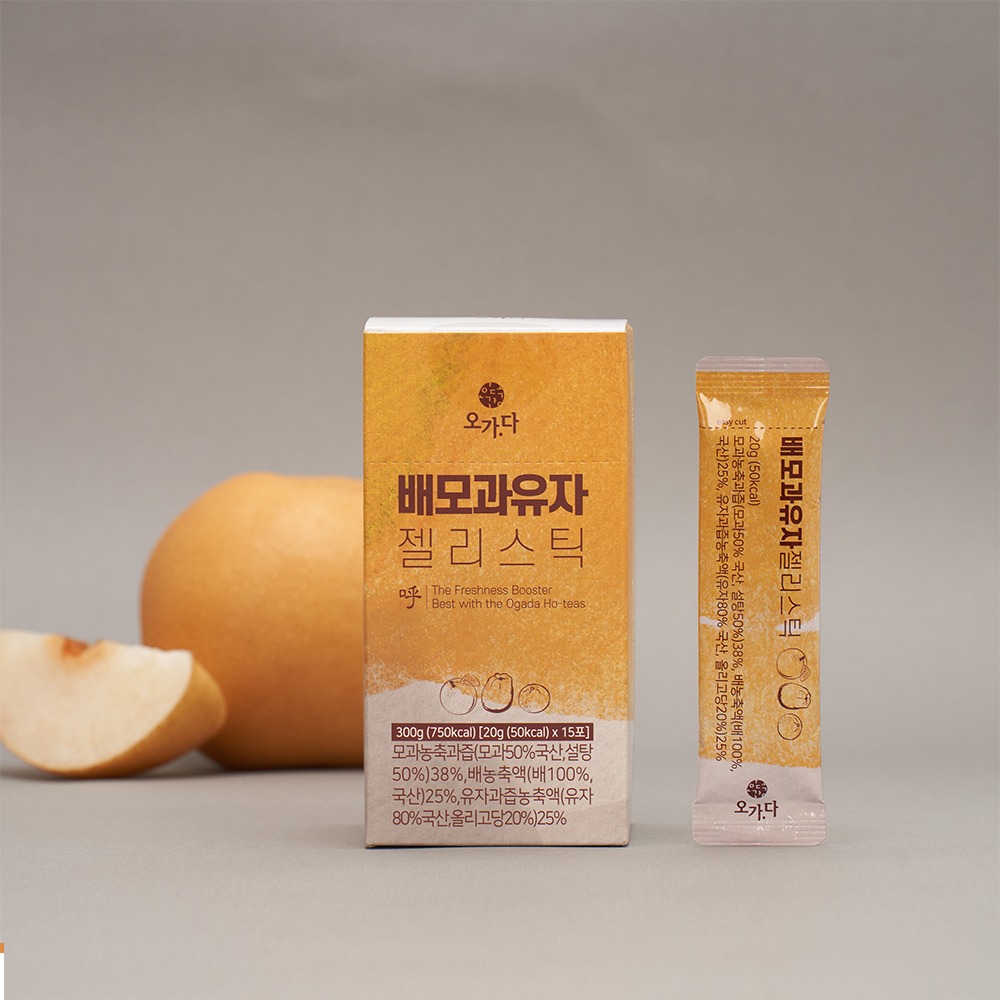 오가다
배모과유자
젤리스틱
呼
The Freshness Booster
Best with the Ogada Ho-teas
300g (750kcal) [20g (50kcal) x 15포]
모과농축과즙(모과50%국산,설탕
50%)38%,배농축액(배100%,
국산)25%,유자과즙농축액(유자
80%국산,올리고당20%)25%
easy cut
배모과유자젤리스틱
20g (50kcal)
모과농축과즙(모과50% 국산, 설탕50%)38%, 배농축액(배100%,
국산)25%, 유자과즙농축액(유자80% 국산, 올리고당20%)25%
오가다